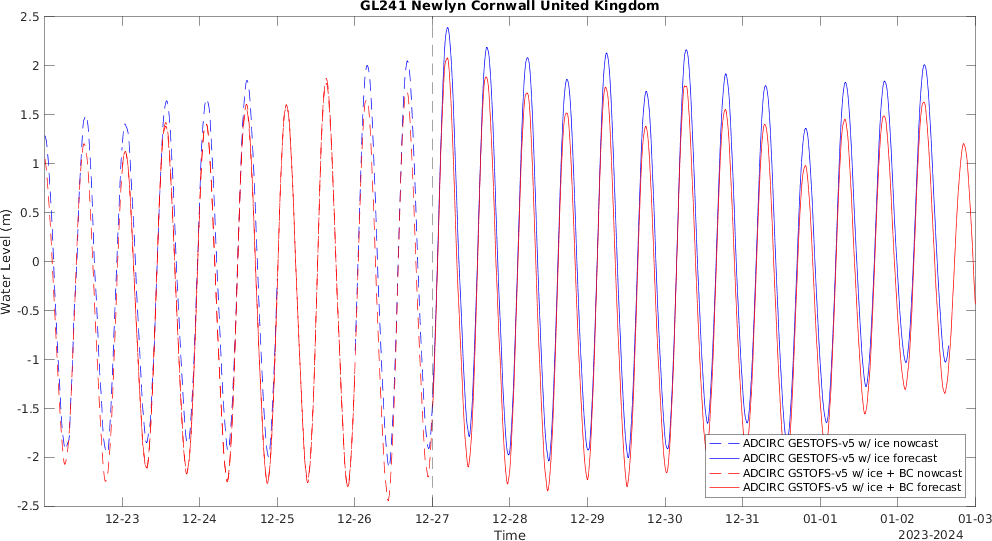 GL241 Newlyn Cornwall United Kingdom
2.5
2
1.5
1
0.5
0
-0.5
-1
-1.5
-2
-2.5
Water Level (m)
ADCIRC GESTOFS-v5 w/ ice nowcast
ADCIRC GESTOFS-v5 w/ ice forecast
ADCIRC GSTOFS-v5 w/ ice + BC nowcast
ADCIRC GSTOFS-v5 w/ ice + BC forecast
12-23 12-24 12-25 12-26 12-27 12-28 12-29 12-30 12-31 01-01 01-02 01-03
Time
2023-2024